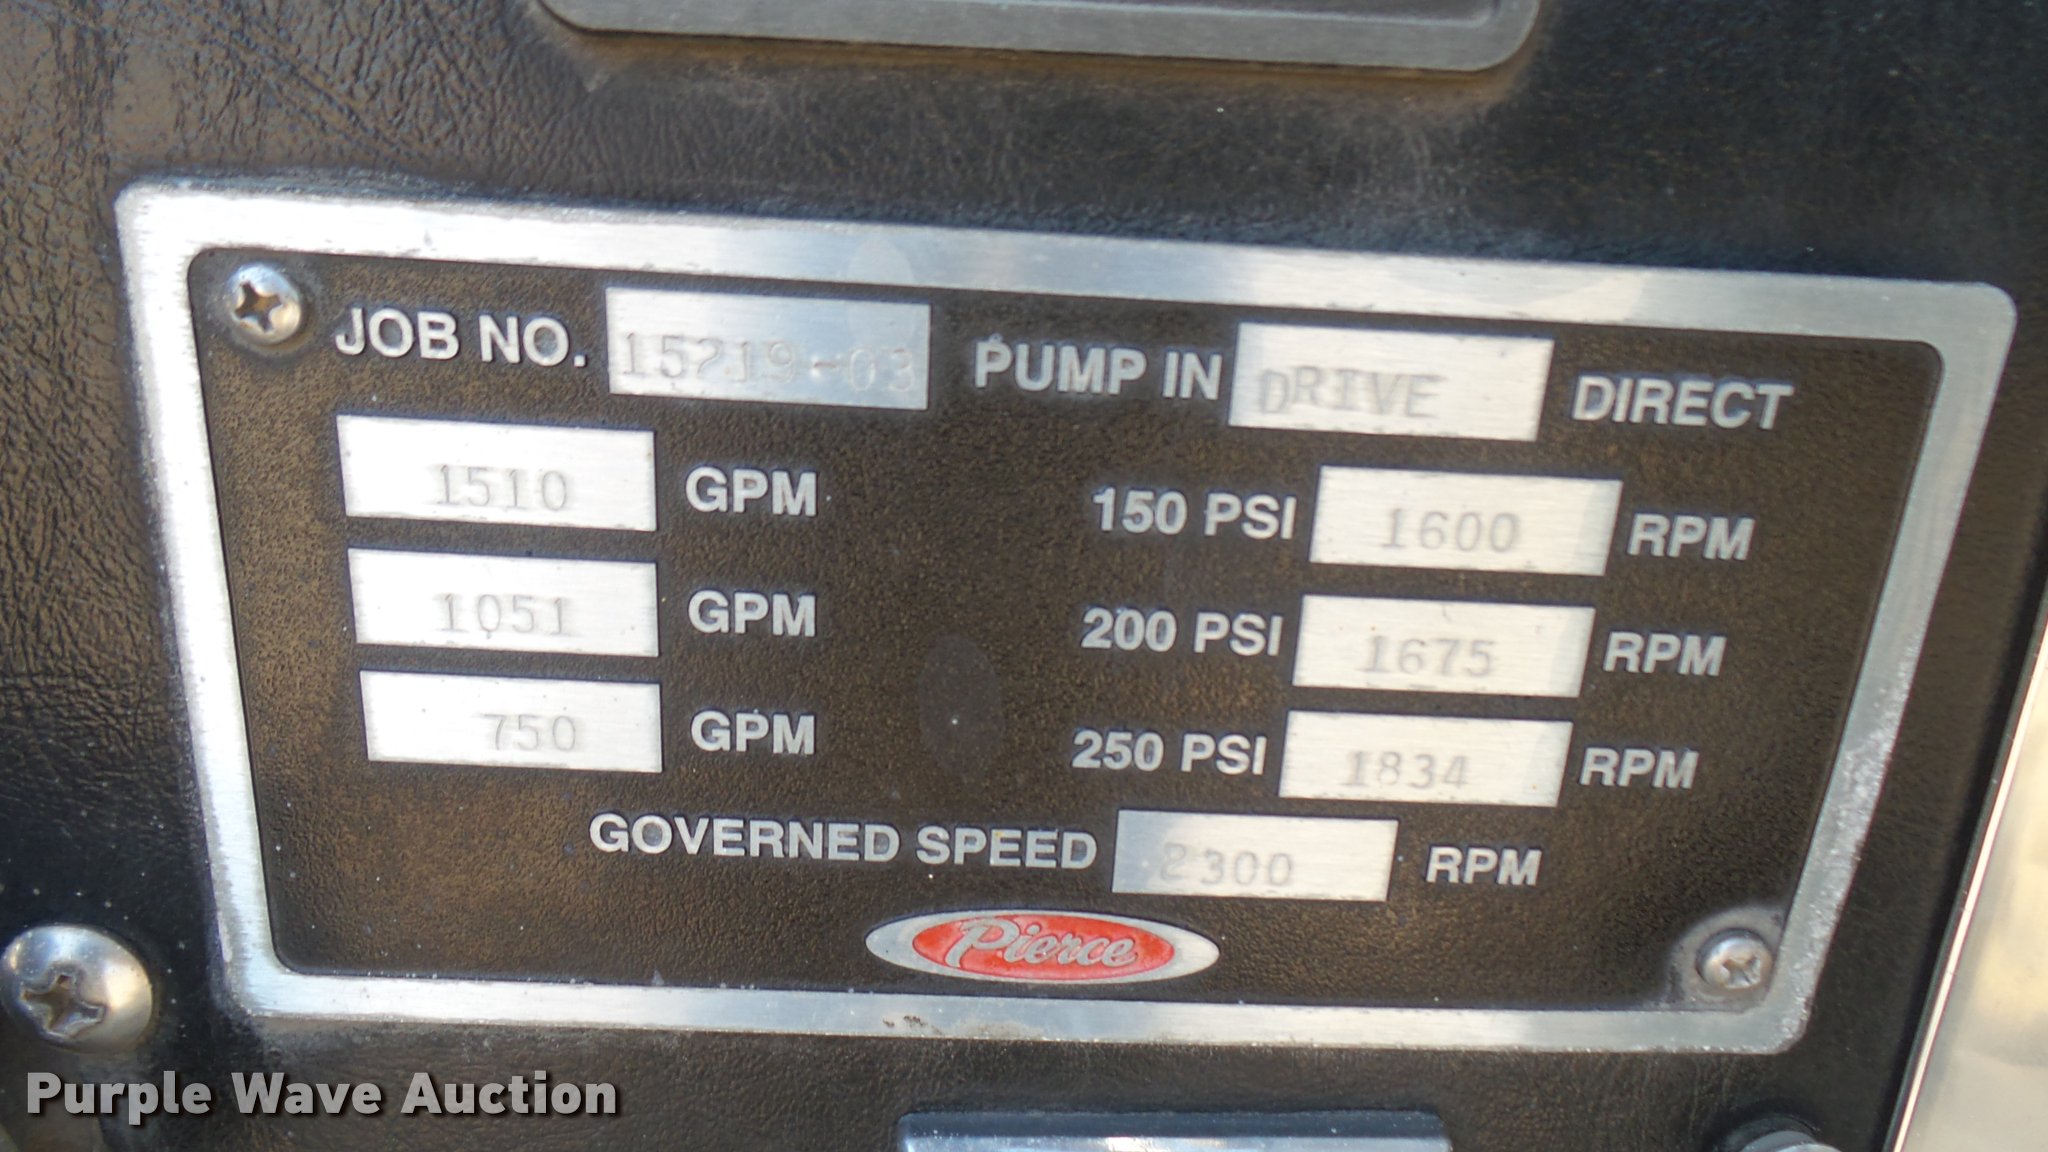 JOB NO. 15219-03 PUMP IN DRIVE DIRECT
1510 GPM 150 PSI 1600 RPM
1051 GPM 200 PSI 1675 RPM
750 GPM 250 PSI 1834 RPM
GOVERNED SPEED 2300 RPM
Pierce
Purple Wave Auction